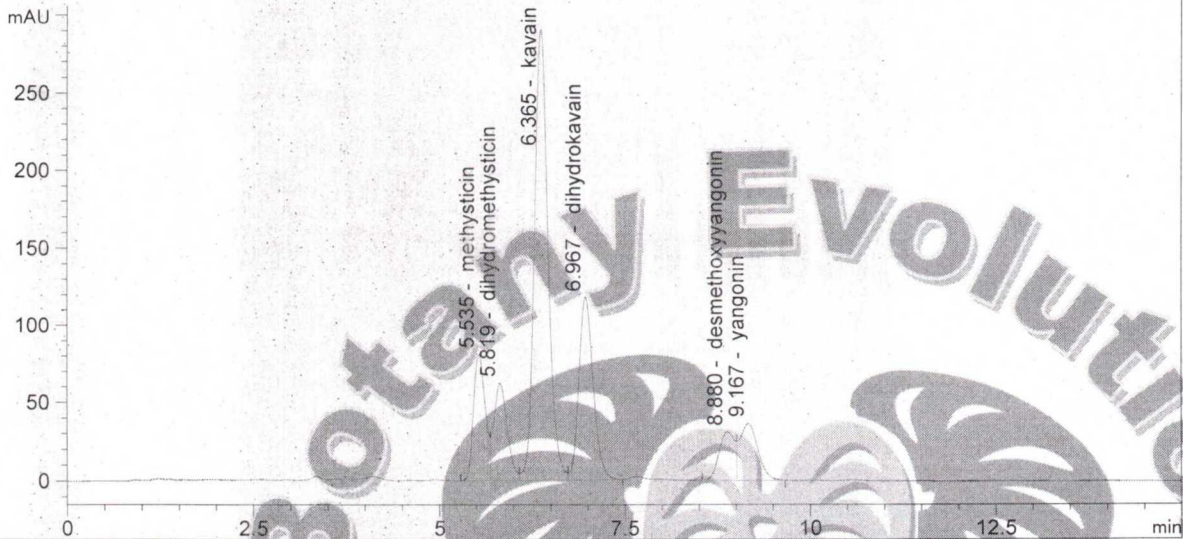 mAU
250
200
150
100
50
0
5.535 - methysticin
5.819 - dihydromethysticin
6.365 - kavain
6.967 - dihydrokavain
8.880 - desmethoxyyangonin
9.167 - yangonin
otany Evolutio
0
2.5
5
7.5
10
12.5
min